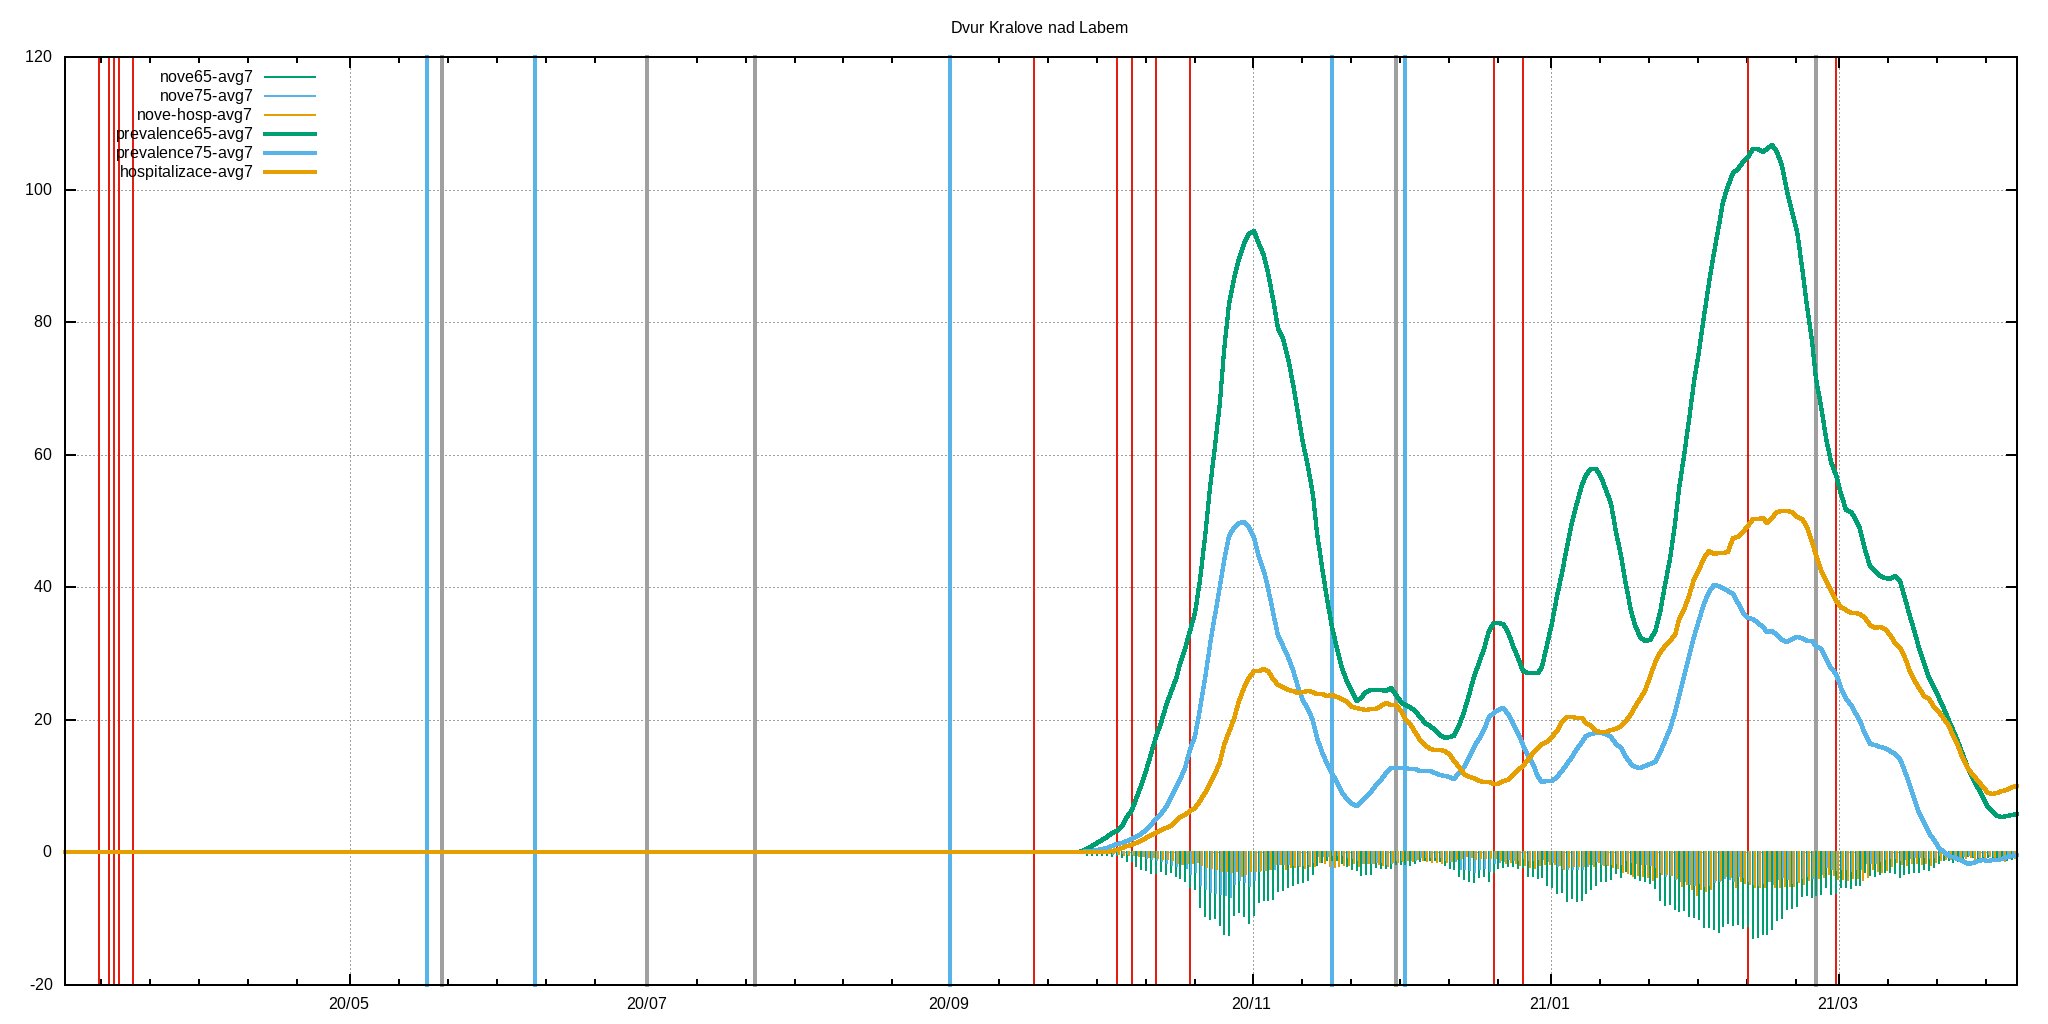 Dvur Kralove nad Labem
120
100
80
60
40
20
0
-20
nove65-avg7
nove75-avg7
nove-hosp-avg7
prevalence65-avg7
prevalence75-avg7
hospitalizace-avg7
20/05
20/07
20/09
20/11
21/01
21/03